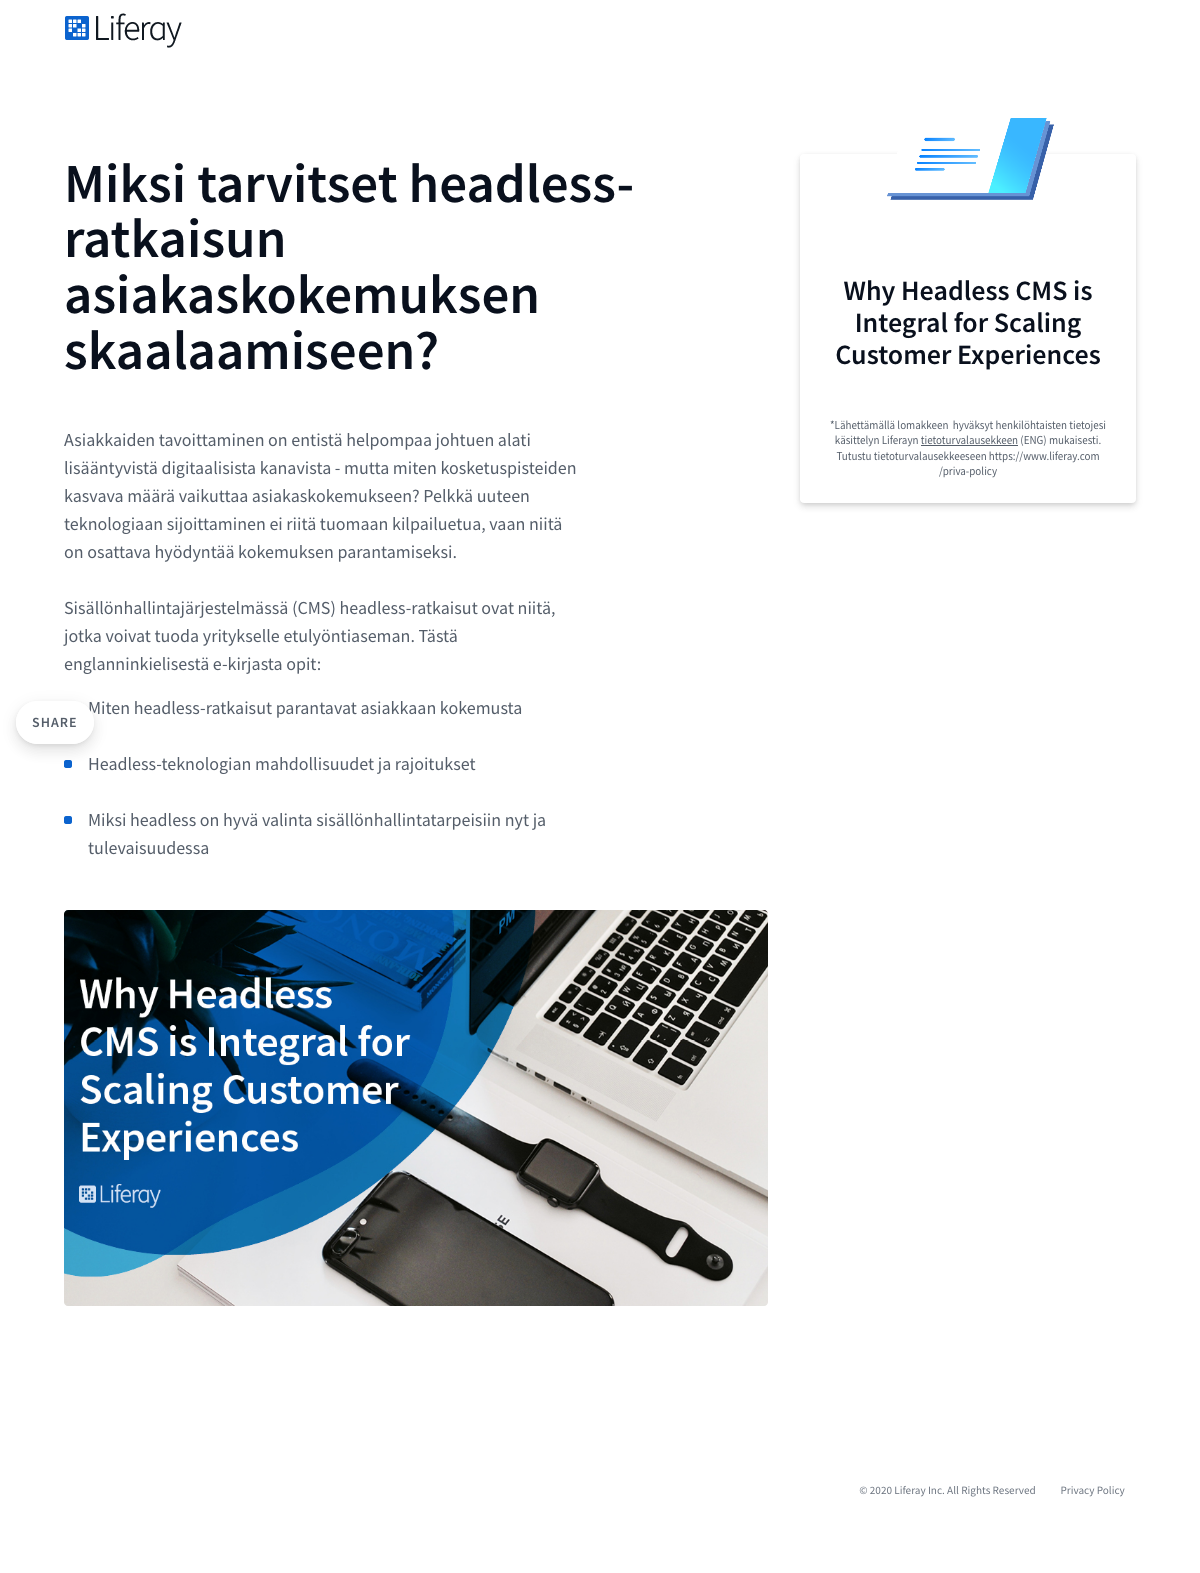 Liferay
Miksi tarvitset headless-
ratkaisun
asiakaskokemuksen
skaalaamiseen?
Asiakkaiden tavoittaminen on entistä helpompaa johtuen alati
lisääntyvistä digitaalisista kanavista - mutta miten kosketuspisteiden
kasvava määrä vaikuttaa asiakaskokemukseen? Pelkkä uuteen
teknologiaan sijoittaminen ei riitä tuomaan kilpailuetua, vaan niitä
on osattava hyödyntää kokemuksen parantamiseksi.
Sisällönhallintajärjestelmässä (CMS) headless-ratkaisut ovat niitä,
jotka voivat tuoda yritykselle etulyöntiaseman. Tästä
englanninkielisestä e-kirjasta opit:
Miten headless-ratkaisut parantavat asiakkaan kokemusta
SHARE
Headless-teknologian mahdollisuudet ja rajoitukset
Miksi headless on hyvä valinta sisällönhallintatarpeisiin nyt ja
tulevaisuudessa
Why Headless
CMS is Integral for
Scaling Customer
Experiences
Liferay
PM
Why Headless CMS is
Integral for Scaling
Customer Experiences
*Lähettämällä lomakkeen hyväksyt henkilöhtaisten tietojesi
käsittelyn Liferayn tietoturvalausekkeen (ENG) mukaisesti.
Tutustu tietoturvalausekkeeseen https://www.liferay.com
/priva-policy
© 2020 Liferay Inc. All Rights Reserved
Privacy Policy